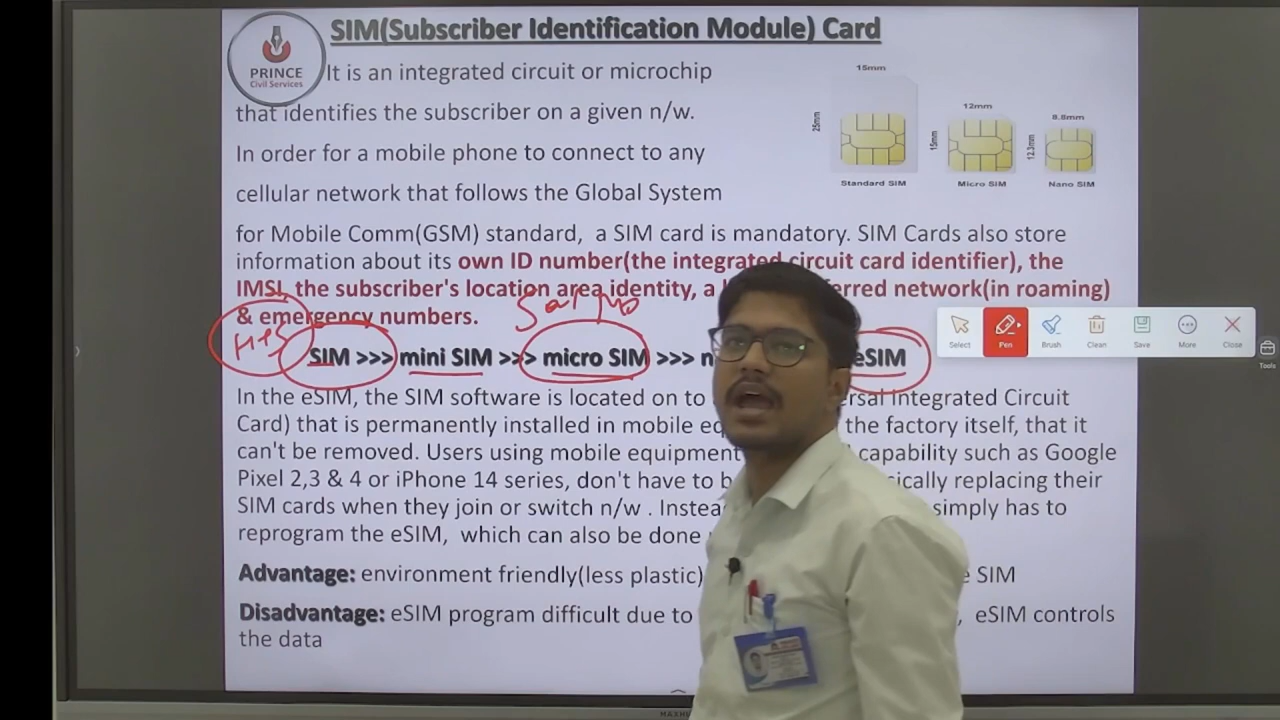 SIM(Subscriber Identification Module) Card
PRINCE
Civil Services
It is an integrated circuit or microchip
that identifies the subscriber on a given n/w.
In order for a mobile phone to connect to any
cellular network that follows the Global System
15mm
25mm
Standard SIM
12mm
15mm
Micro SIM
8.8mm
12.3mm
Nano SIM
for Mobile Comm(GSM) standard, a SIM card is mandatory. SIM Cards also store
information about its own ID number(the integrated circuit card identifier), the
IMSI, the subscriber's location area identity, a
network(in roaming)
& emergency numbers.
SIM >>> mini SIM >>> micro SIM >>> eSIM
Select
Pen
Brush
Clean
Save
More
Close
Tools
In the eSIM, the SIM software is located on to Integrated Circuit
Card) that is permanently installed in mobile the factory itself, that it
can't be removed. Users using mobile equipment capability such as Google
Pixel 2,3 & 4 or iPhone 14 series, don't have to replacing their
SIM cards when they join or switch n/w . simply has to
reprogram the eSIM, which can also be done
Advantage: environment friendly(less plastic) SIM
Disadvantage: eSIM program difficult due to , eSIM controls
the data